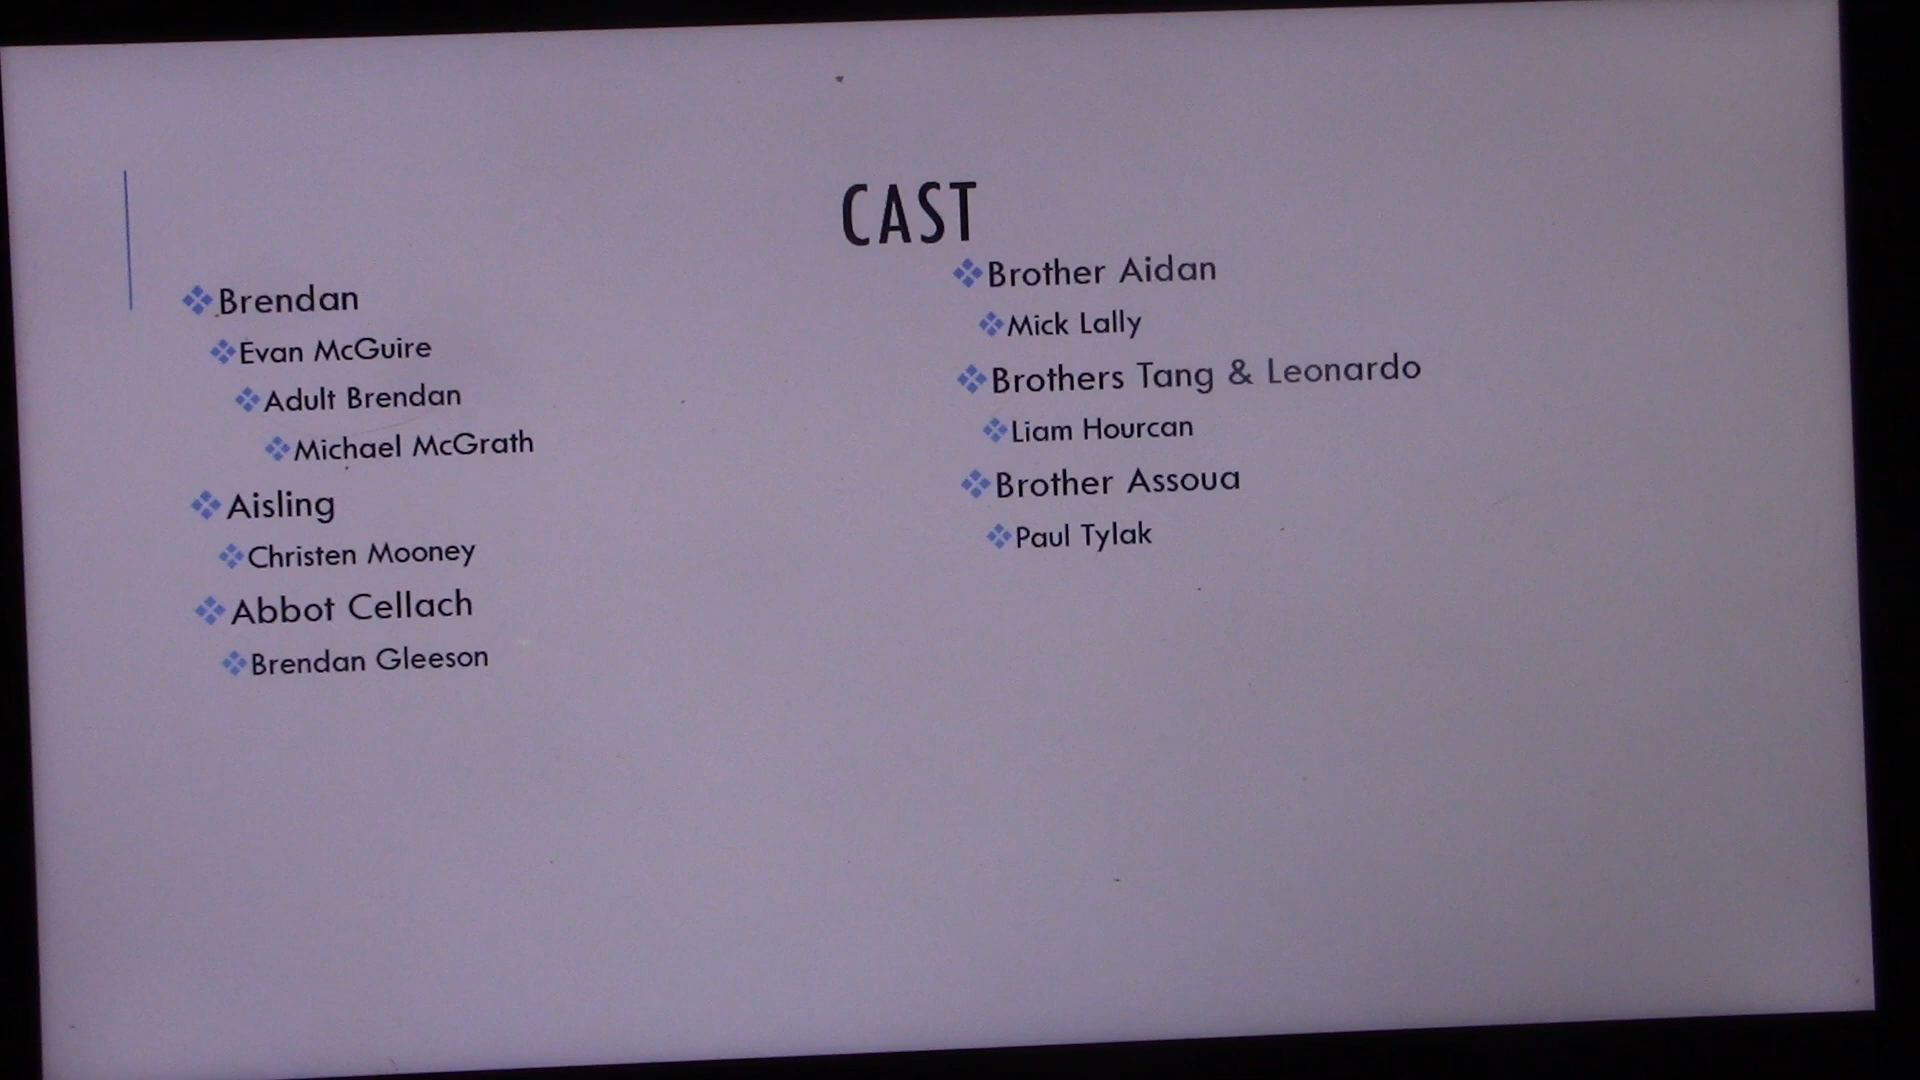 CAST
Brendan
Evan McGuire
Adult Brendan
Michael McGrath
Aisling
Christen Mooney
Abbot Cellach
Brendan Gleeson
Brother Aidan
Mick Lally
Brothers Tang & Leonardo
Liam Hourcan
Brother Assoua
Paul Tylak